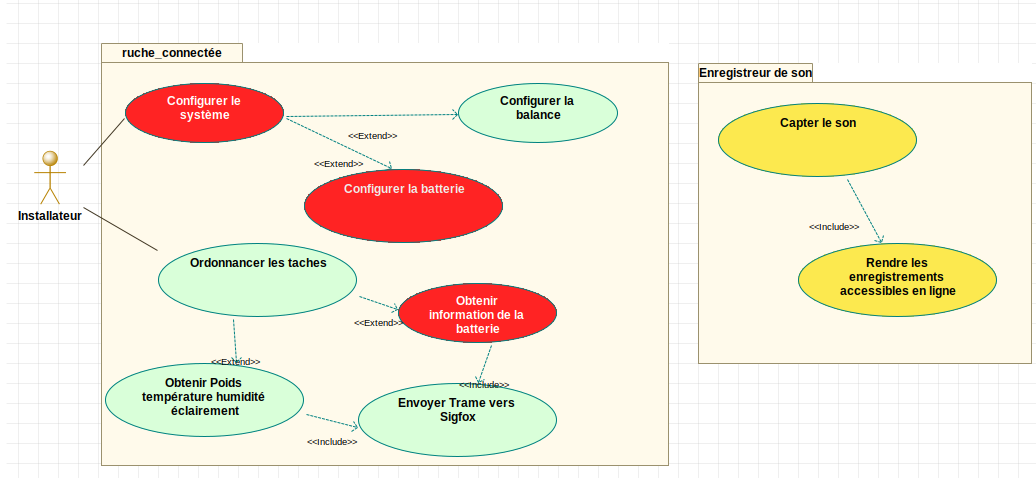 ruche_connectée
Configurer le
système
Configurer la
balance
<<Extend>>
<<Extend>>
Configurer la batterie
Installateur
Ordonnancer les taches
<<Extend>>
Obtenir
information de la
batterie
<<Extend>>
Obtenir Poids
température humidité
éclairement
<<Include>>
Envoyer Trame vers
Sigfox
<<Include>>
Enregistreur de son
Capter le son
<<Include>>
Rendre les
enregistrements
accessibles en ligne